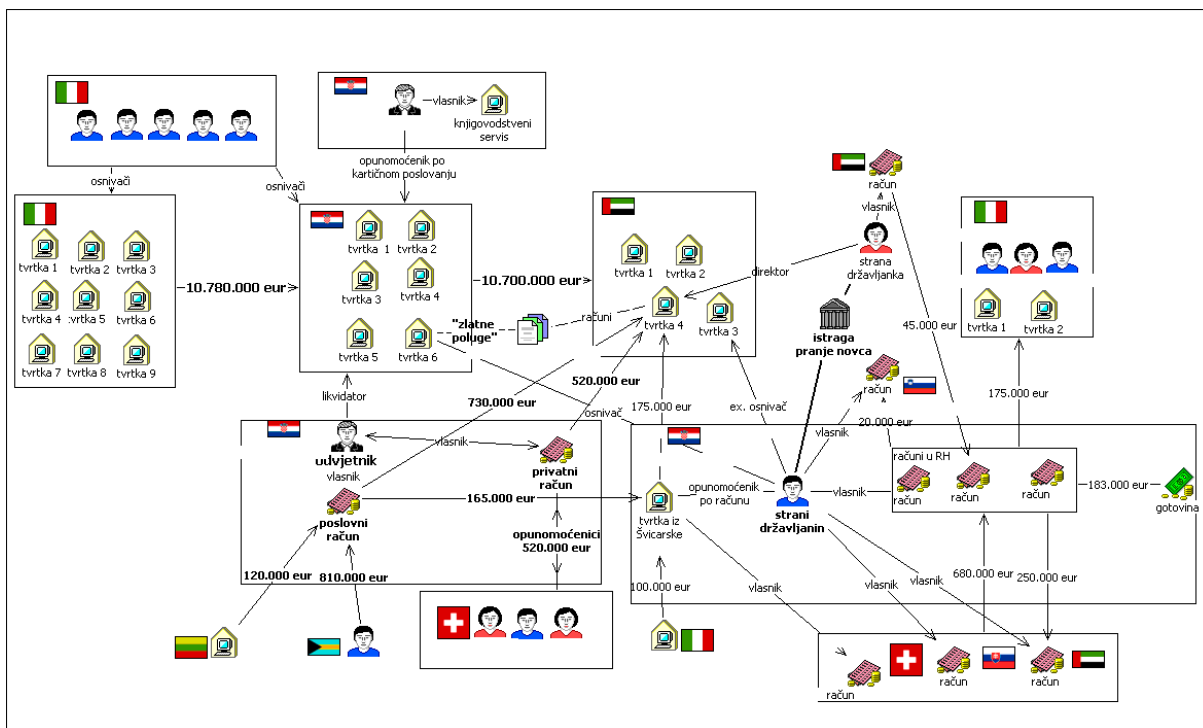 vlasnik
knjigovodstveni
servis
opunomoćenik po
kartičnom poslovanju
osnivači
osnivači
račun
vlasnik
strana
državljanka
direktor
tvrtka 1
tvrtka 2
tvrtka 3
tvrtka 4
:vrtka 5
tvrtka 6
tvrtka 7
tvrtka 8
tvrtka 9
10.780.000 eur
tvrtka 1
tvrtka 2
tvrtka 3
tvrtka 4
tvrtka 5
tvrtka 6
10.700.000 eur
"zlatne
poluge"
računi
tvrtka 1
tvrtka 2
tvrtka 4
tvrtka 3
istraga
pranje novca
45.000 eur
tvrtka 1
tvrtka 2
račun
20.000 eur
175.000 eur
likvidator
730.000 eur
520.000 eur
osnivač
175.000 eur
ex. osnivač
vlasnik
odvjetnik
vlasnik
vlasnik
privatni
račun
poslovni
račun
165.000 eur
opunomoćenici
520.000 eur
120.000 eur
810.000 eur
tvrtka iz
Švicarske
opunomoćenik
po računu
strani
državljanin
vlasnik
računi u RH
račun
račun
račun
183.000 eur
gotovina
100.000 eur
vlasnik
vlasnik
vlasnik
680.000 eur
250.000 eur
račun
račun
račun